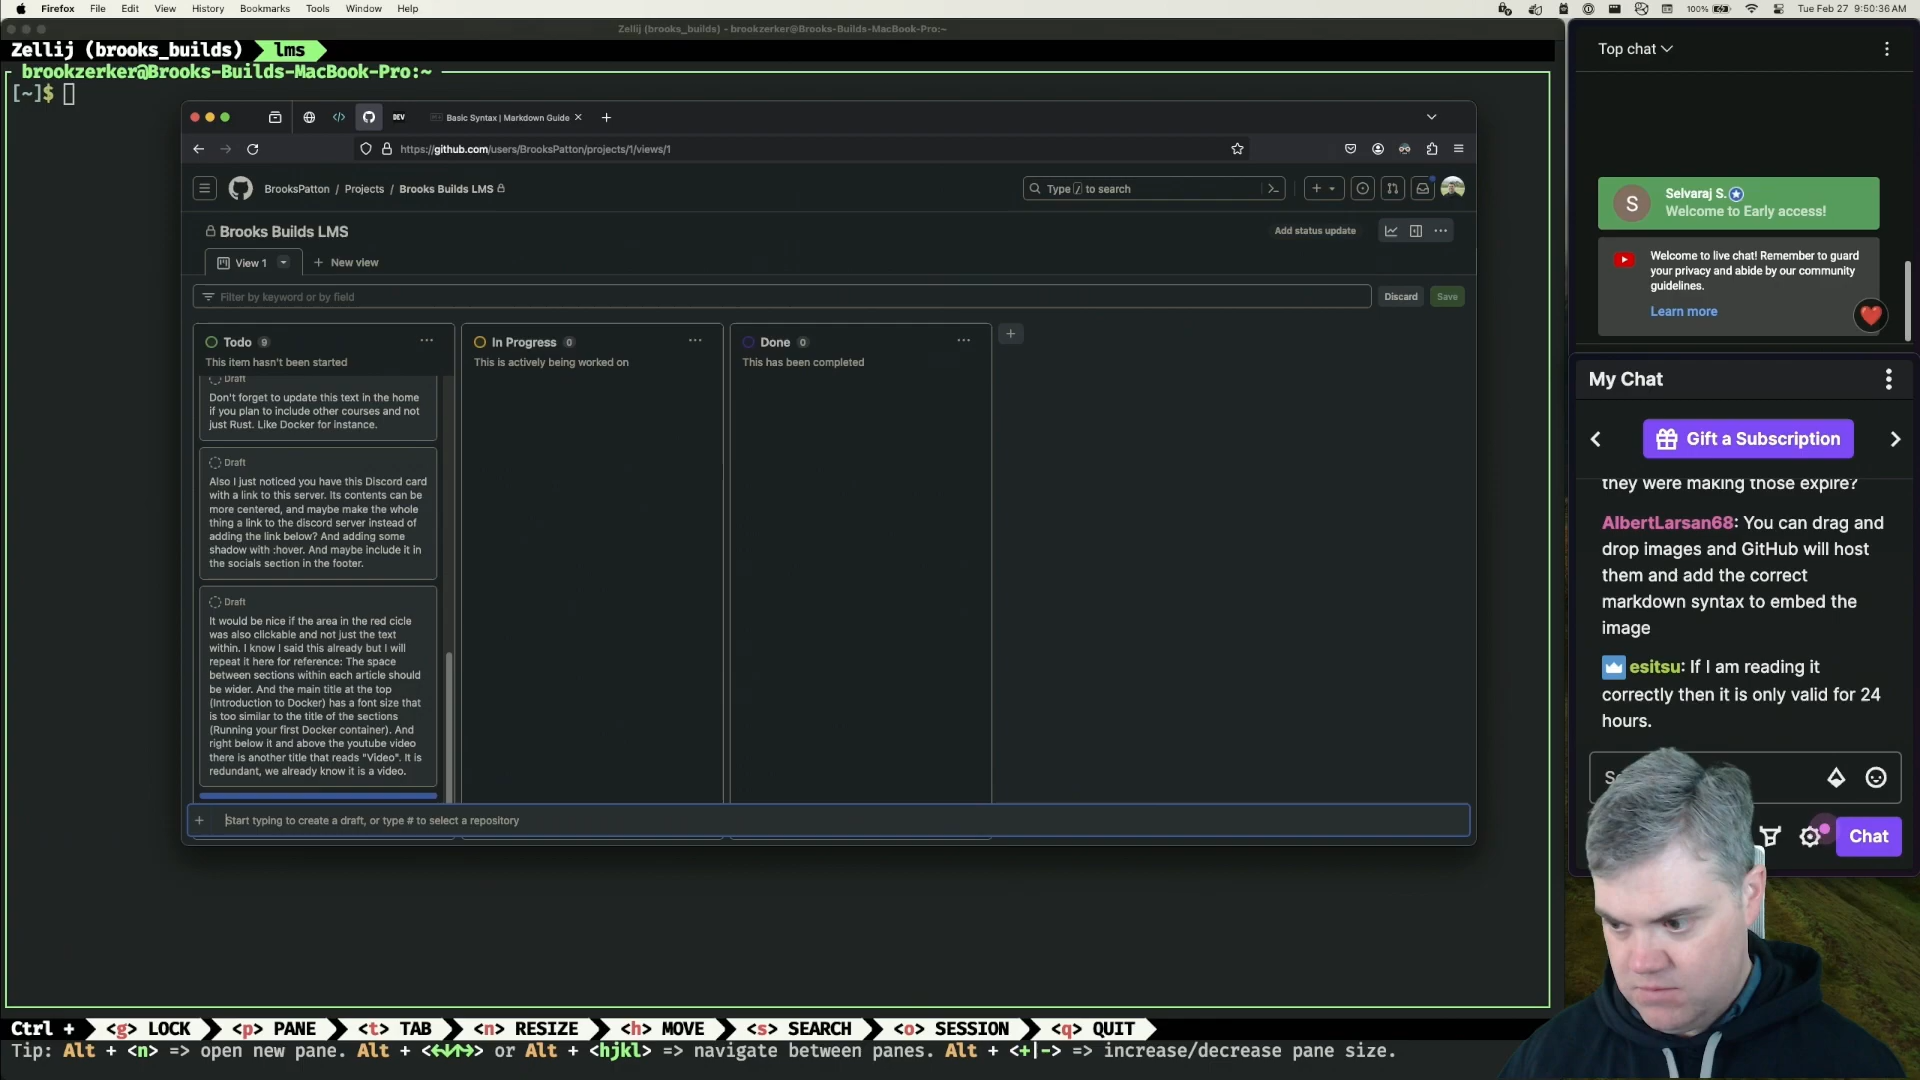 Firefox File Edit View History Bookmarks Tools Window Help
100% Tue Feb 27 9:50:36 AM
Zellij (brooks_builds) - brookzerker@Brooks-Builds-MacBook-Pro:~
Zellij (brooks_builds) lms
brookzerker@Brooks-Builds-MacBook-Pro:~
[~]$
DEV Basic Syntax | Markdown Guide
https://github.com/users/BrooksPatton/projects/1/views/1
BrooksPatton / Projects / Brooks Builds LMS
Type / to search
Brooks Builds LMS
Add status update
View 1
New view
Filter by keyword or by field
Discard
Save
Todo 9
This item hasn't been started
Draft
Don't forget to update this text in the home
if you plan to include other courses and not
just Rust. Like Docker for instance.
Draft
Also I just noticed you have this Discord card
with a link to this server. Its contents can be
more centered, and maybe make the whole
thing a link to the discord server instead of
adding the link below? And adding some
shadow with :hover. And maybe include it in
the socials section in the footer.
Draft
It would be nice if the area in the red cicle
was also clickable and not just the text
within. I know I said this already but I will
repeat it here for reference: The space
between sections within each article should
be wider. And the main title at the top
(Introduction to Docker) has a font size that
is too similar to the title of the sections
(Running your first Docker container). And
right below it and above the youtube video
there is another title that reads "Video". It is
redundant, we already know it is a video.
In Progress 0
This is actively being worked on
Done 0
This has been completed
Start typing to create a draft, or type # to select a repository
Ctrl + <g> LOCK <p> PANE <t> TAB <n> RESIZE <h> MOVE <s> SEARCH <o> SESSION <q> QUIT
Tip: Alt + <n> => open new pane. Alt + <←↓↑→> or Alt + <hjkl> => navigate between panes. Alt + <+|-> => increase/decrease pane size.
Top chat
S
Selvaraj S.
Welcome to Early access!
Welcome to live chat! Remember to guard
your privacy and abide by our community
guidelines.
Learn more
My Chat
Gift a Subscription
they were making those expire?
AlbertLarsan68: You can drag and
drop images and GitHub will host
them and add the correct
markdown syntax to embed the
image
esitsu: If I am reading it
correctly then it is only valid for 24
hours.
Chat